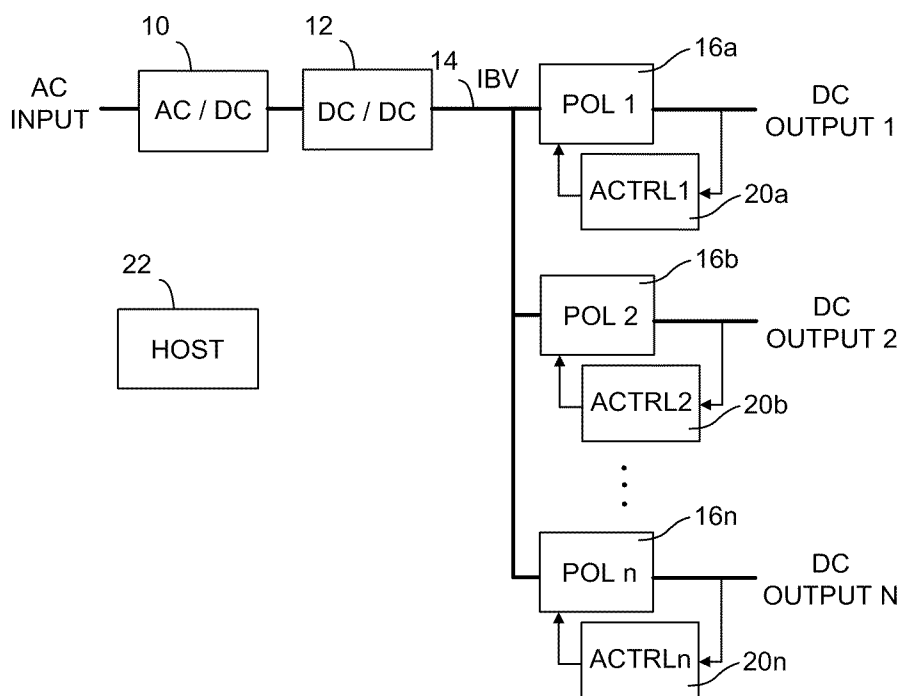 10
12
14
IBV
16a
AC
INPUT
AC / DC
DC / DC
POL 1
DC
OUTPUT 1
ACTRL1
20a
22
HOST
16b
POL 2
DC
OUTPUT 2
ACTRL2
20b
16n
POL n
DC
OUTPUT N
ACTRLn
20n